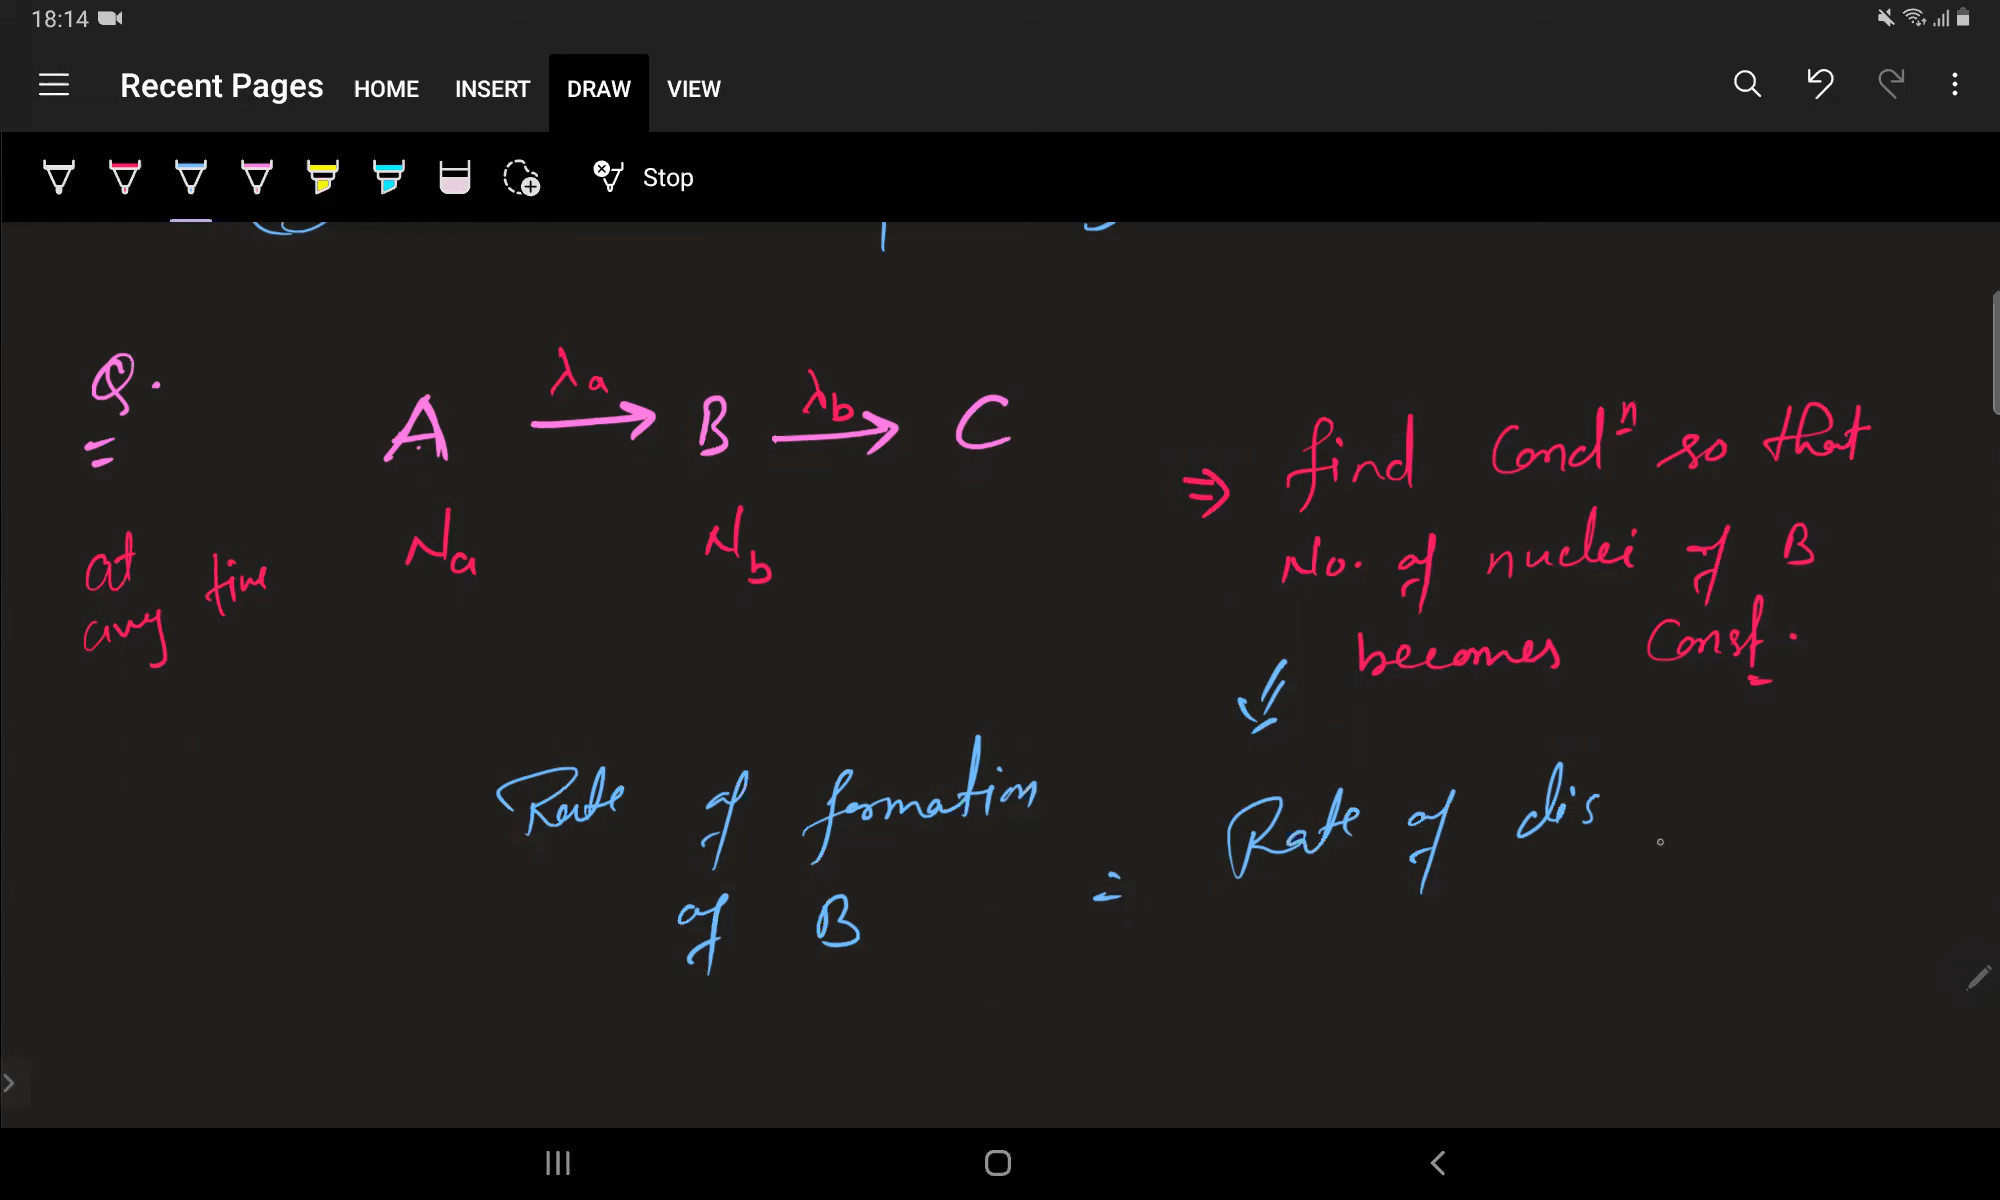 18:14
Recent Pages HOME INSERT DRAW VIEW
Stop
Q.
A λa B λb C
at any time Na Nb
⇒ find Condⁿ so that
No. of nuclei of B
becomes Const.
Rate of formation
of B
= Rate of dis